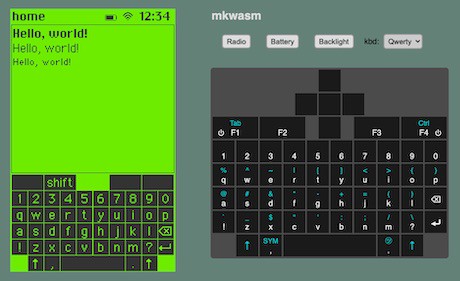 home 12:34
Hello, world!
Hello, world!
Hello, world!
shift
1 2 3 4 5 6 7 8 9 0
q w e r t y u i o p
a s d f g h j k l
! z x c v b n m ?
, .
mkwasm
Radio Battery Backlight kbd: Qwerty
Tab Ctrl
F1 F2 F3 F4
1 2 3 4 5 6 7 8 9 0
q w e r t y u i o p
@ # &
a s d f g h j k l
! z x c v b n m ?
SYM
, .